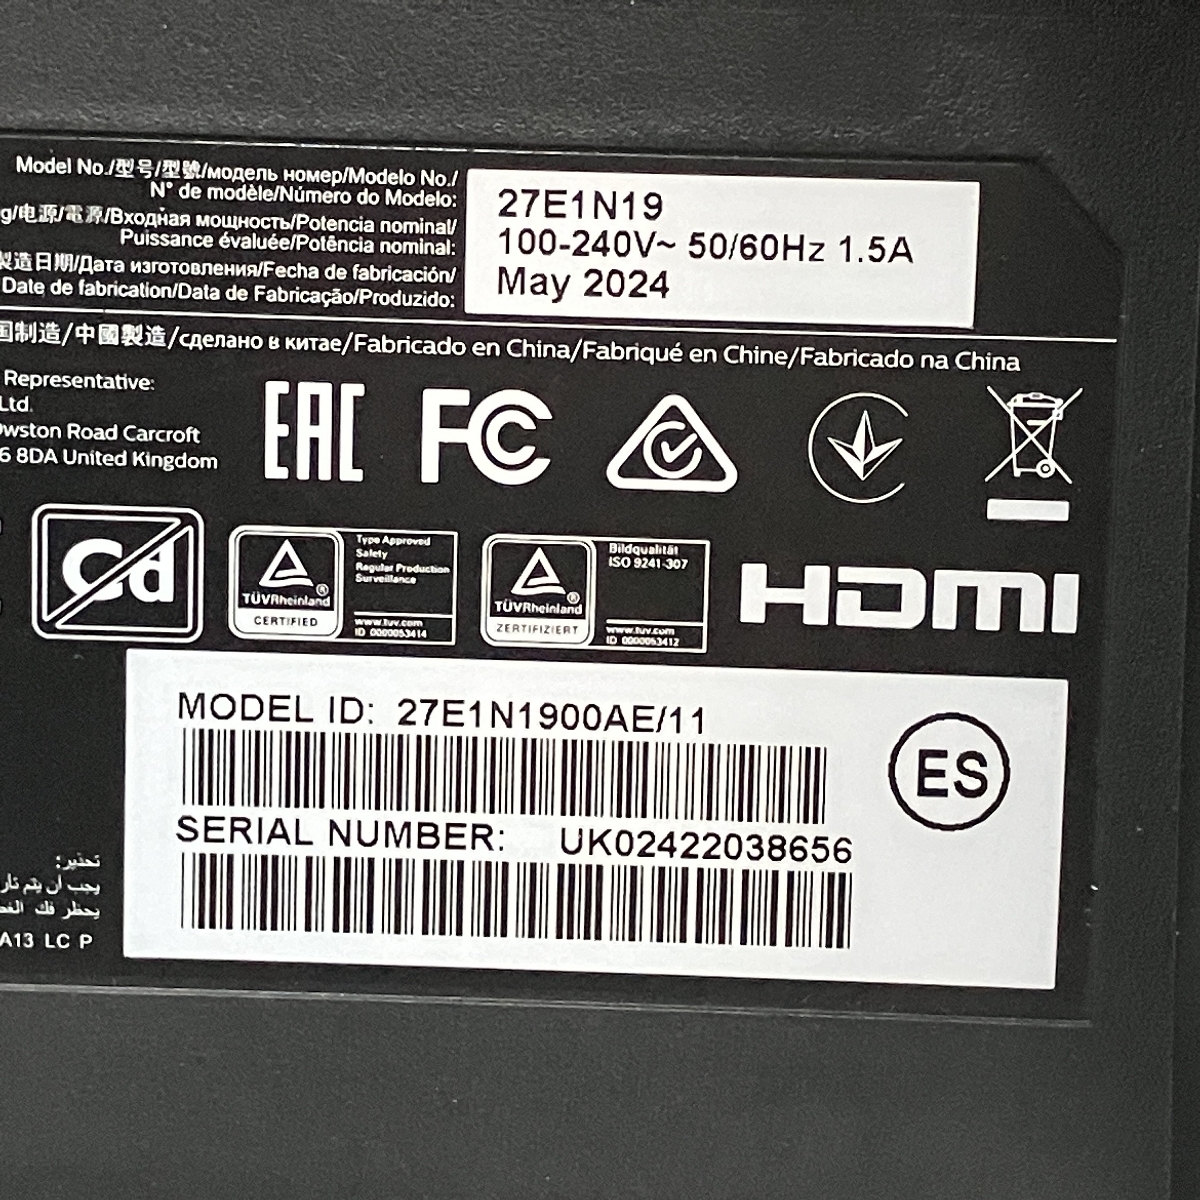 Model No./型号/型號/модель номер/Modelo No./
N° de modèle/Número do Modelo:
27E1N19
g/电源/電源/Входная мощность/Potencia nominal/
Puissance évaluée/Potência nominal:
100-240V~ 50/60Hz 1.5A
製造日期/Дата изготовления/Fecha de fabricación/
Date de fabrication/Data de Fabricação/Produzido:
May 2024
国制造/中國製造/сделано в китае/Fabricado en China/Fabriqué en Chine/Fabricado na China
Representative:
Ltd.
Owston Road Carcroft
6 8DA United Kingdom
EAC
FC
Cd
TÜVRheinland
CERTIFIED
Type Approved
Safety
Regular Production
Surveillance
www.tuv.com
ID 0000053414
TÜVRheinland
ZERTIFIZIERT
Bildqualität
ISO 9241-307
www.tuv.com
ID 0000053412
HDMI
MODEL ID: 27E1N1900AE/11
SERIAL NUMBER: UK02422038656
ES
تحذير:
يجب أن يتم تار
يحظر فك
A13 LC P